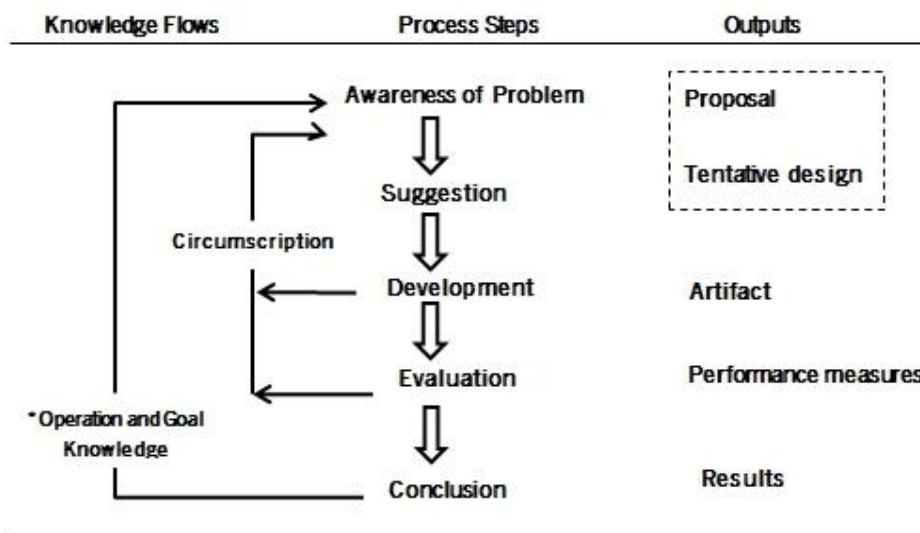 Knowledge Flows Process Steps Outputs
Awareness of Problem Proposal
Suggestion Tentative design
Circumscription
Development Artifact
Evaluation Performance measures
*Operation and Goal
Knowledge
Conclusion Results